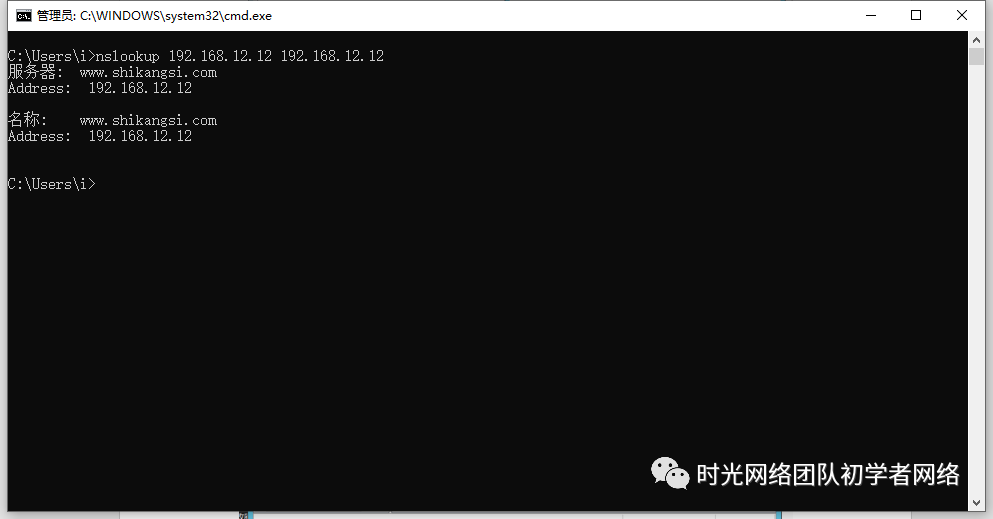 管理员: C:\WINDOWS\system32\cmd.exe
C:\Users\i>nslookup 192.168.12.12 192.168.12.12
服务器:  www.shikangsi.com
Address:  192.168.12.12
名称:    www.shikangsi.com
Address:  192.168.12.12
C:\Users\i>
时光网络团队初学者网络